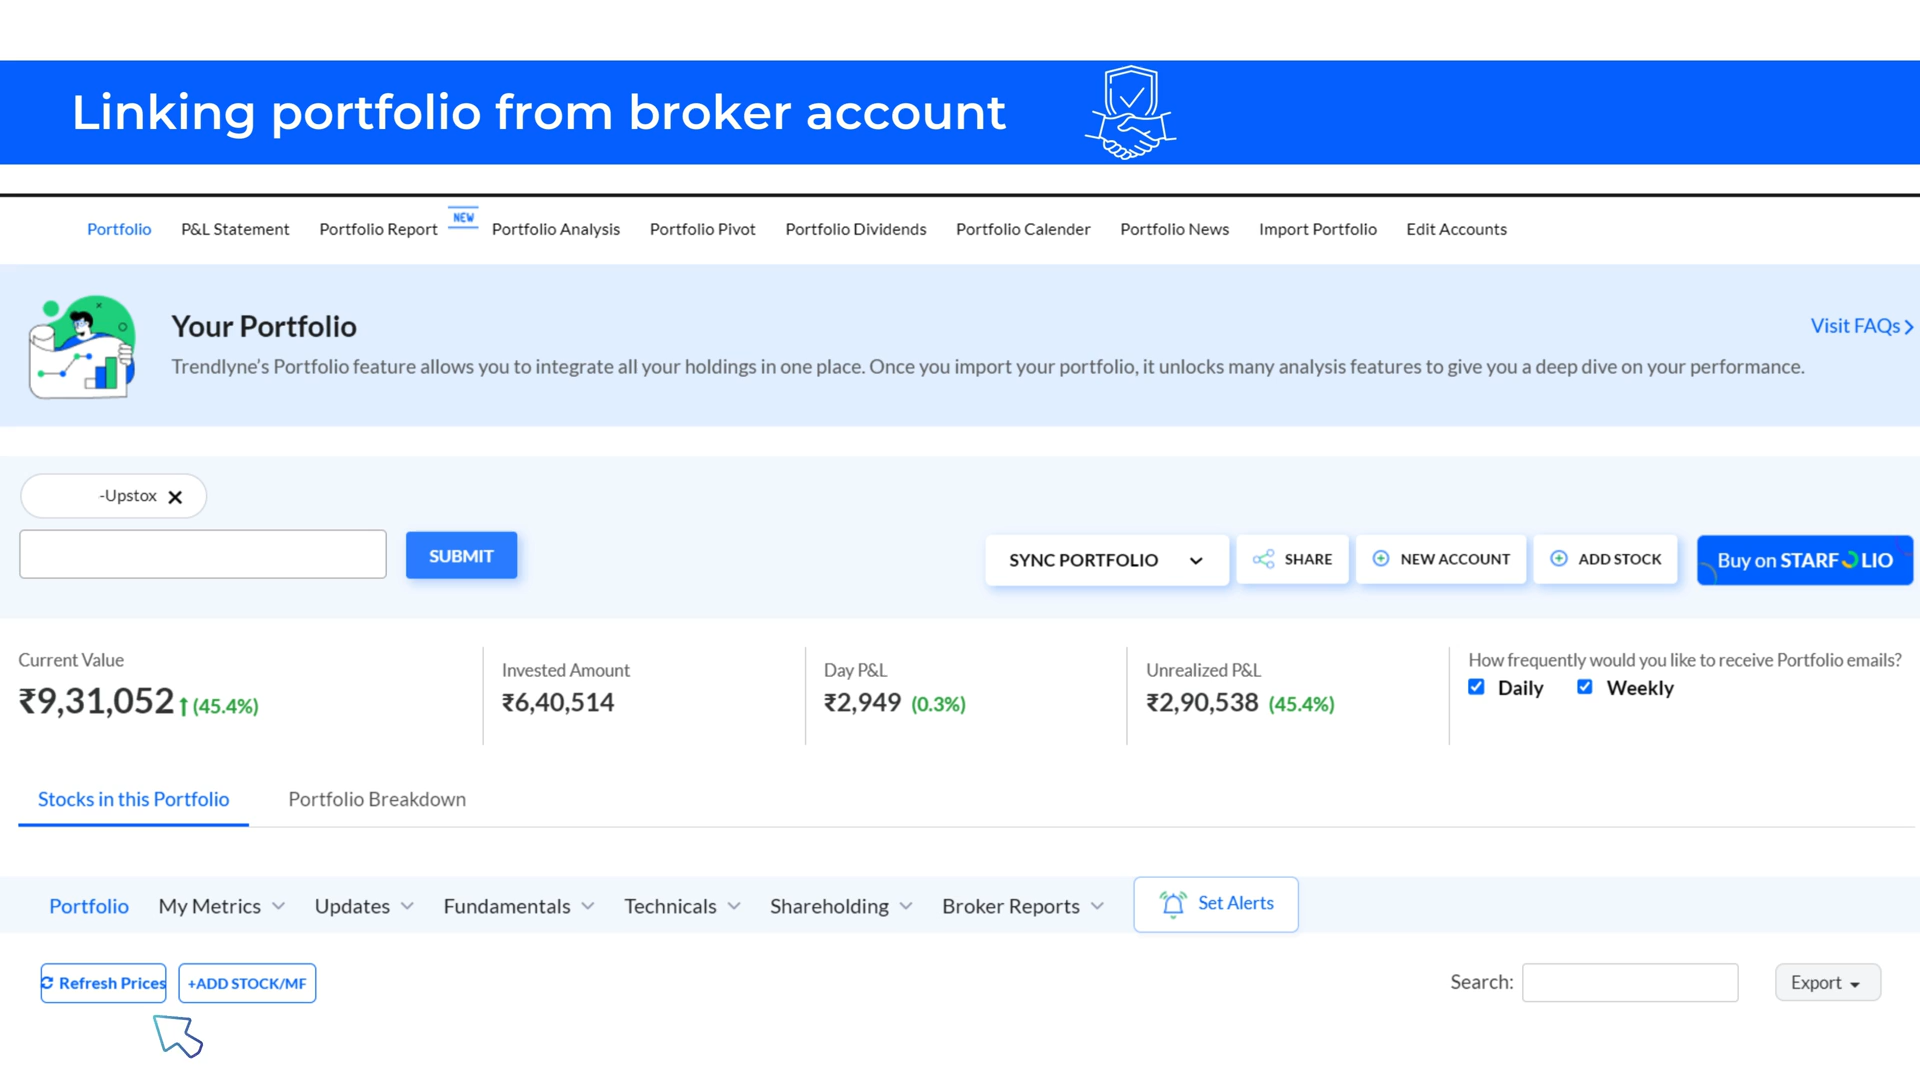 Linking portfolio from broker account
Portfolio P&L Statement Portfolio Report NEW Portfolio Analysis Portfolio Pivot Portfolio Dividends Portfolio Calender Portfolio News Import Portfolio Edit Accounts
Your Portfolio
Visit FAQs
Trendlyne's Portfolio feature allows you to integrate all your holdings in one place. Once you import your portfolio, it unlocks many analysis features to give you a deep dive on your performance.
-Upstox
SUBMIT SYNC PORTFOLIO SHARE NEW ACCOUNT ADD STOCK Buy on STARFOLIO
Current Value Invested Amount Day P&L Unrealized P&L How frequently would you like to receive Portfolio emails?
₹9,31,052 (45.4%) ₹6,40,514 ₹2,949 (0.3%) ₹2,90,538 (45.4%) Daily Weekly
Stocks in this Portfolio Portfolio Breakdown
Portfolio My Metrics Updates Fundamentals Technicals Shareholding Broker Reports Set Alerts
Refresh Prices +ADD STOCK/MF Search: Export